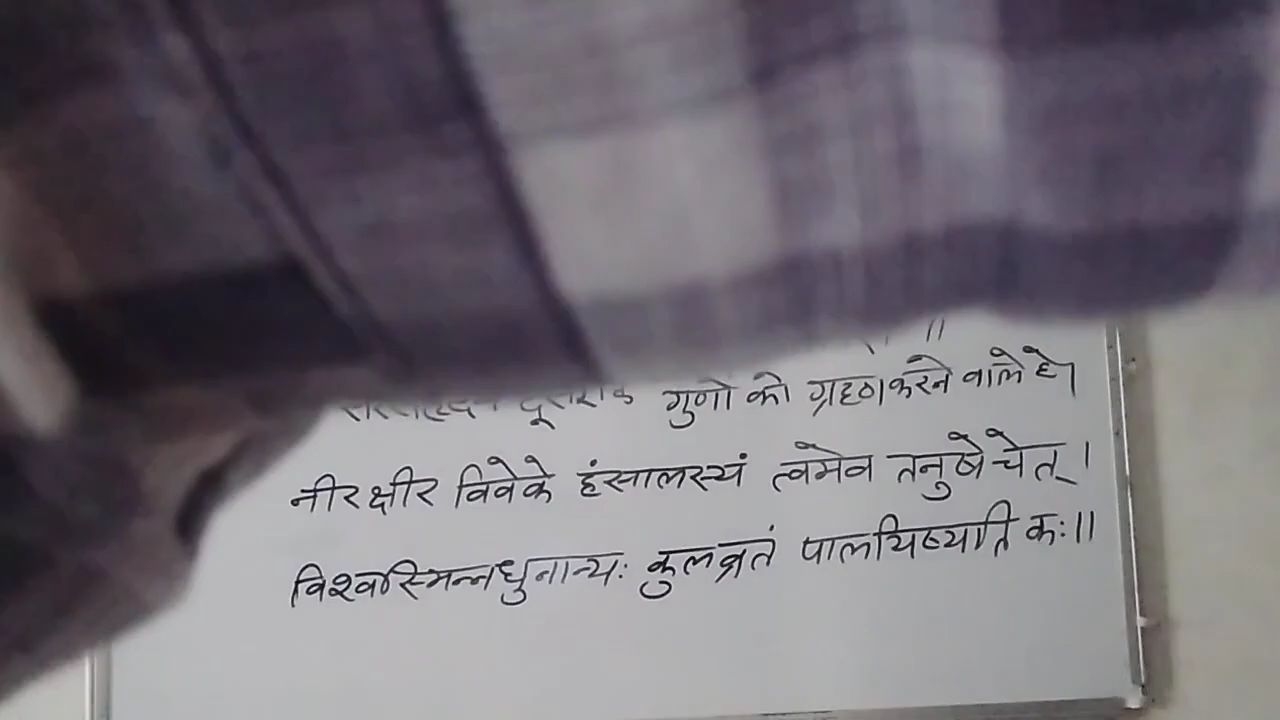 ॥
गुणों को ग्रहण करने वाले है।
नीरक्षीर विवेके हंसालस्यं त्वमेव तनुषे चेत्।
विश्वस्मिन्नधुनान्यः कुलव्रतं पालयिष्यति कः॥